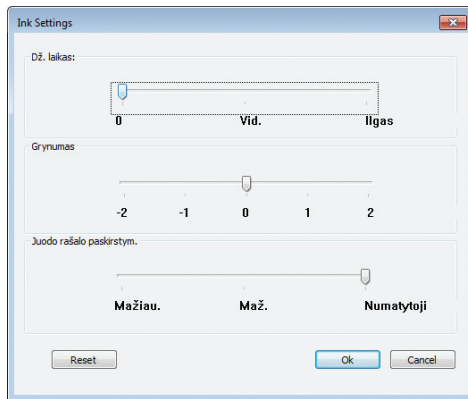 Ink Settings
Dž. laikas:
0 Vid. Ilgas
Grynumas
-2 -1 0 1 2
Juodo rašalo paskirstym.
Mažiau. Maž. Numatytoji
Reset Ok Cancel